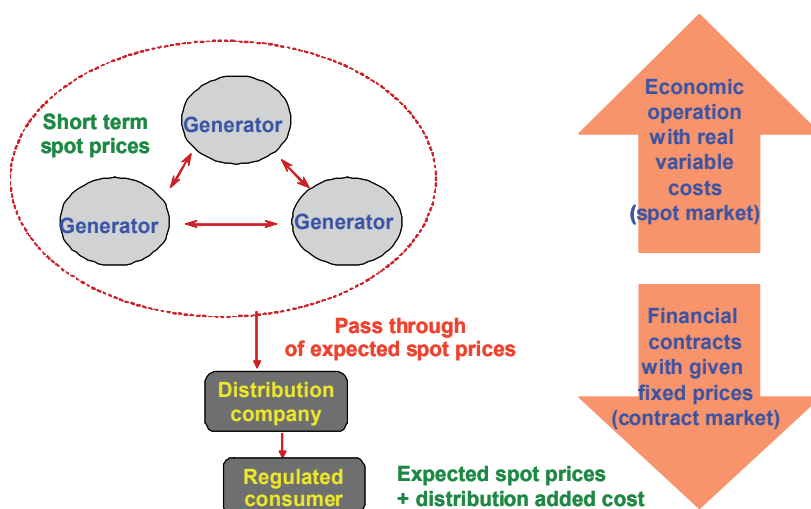 Short term
spot prices
Generator
Generator
Generator
Pass through
of expected spot prices
Distribution
company
Regulated
consumer
Expected spot prices
+ distribution added cost
Economic
operation
with real
variable
costs
(spot market)
Financial
contracts
with given
fixed prices
(contract market)